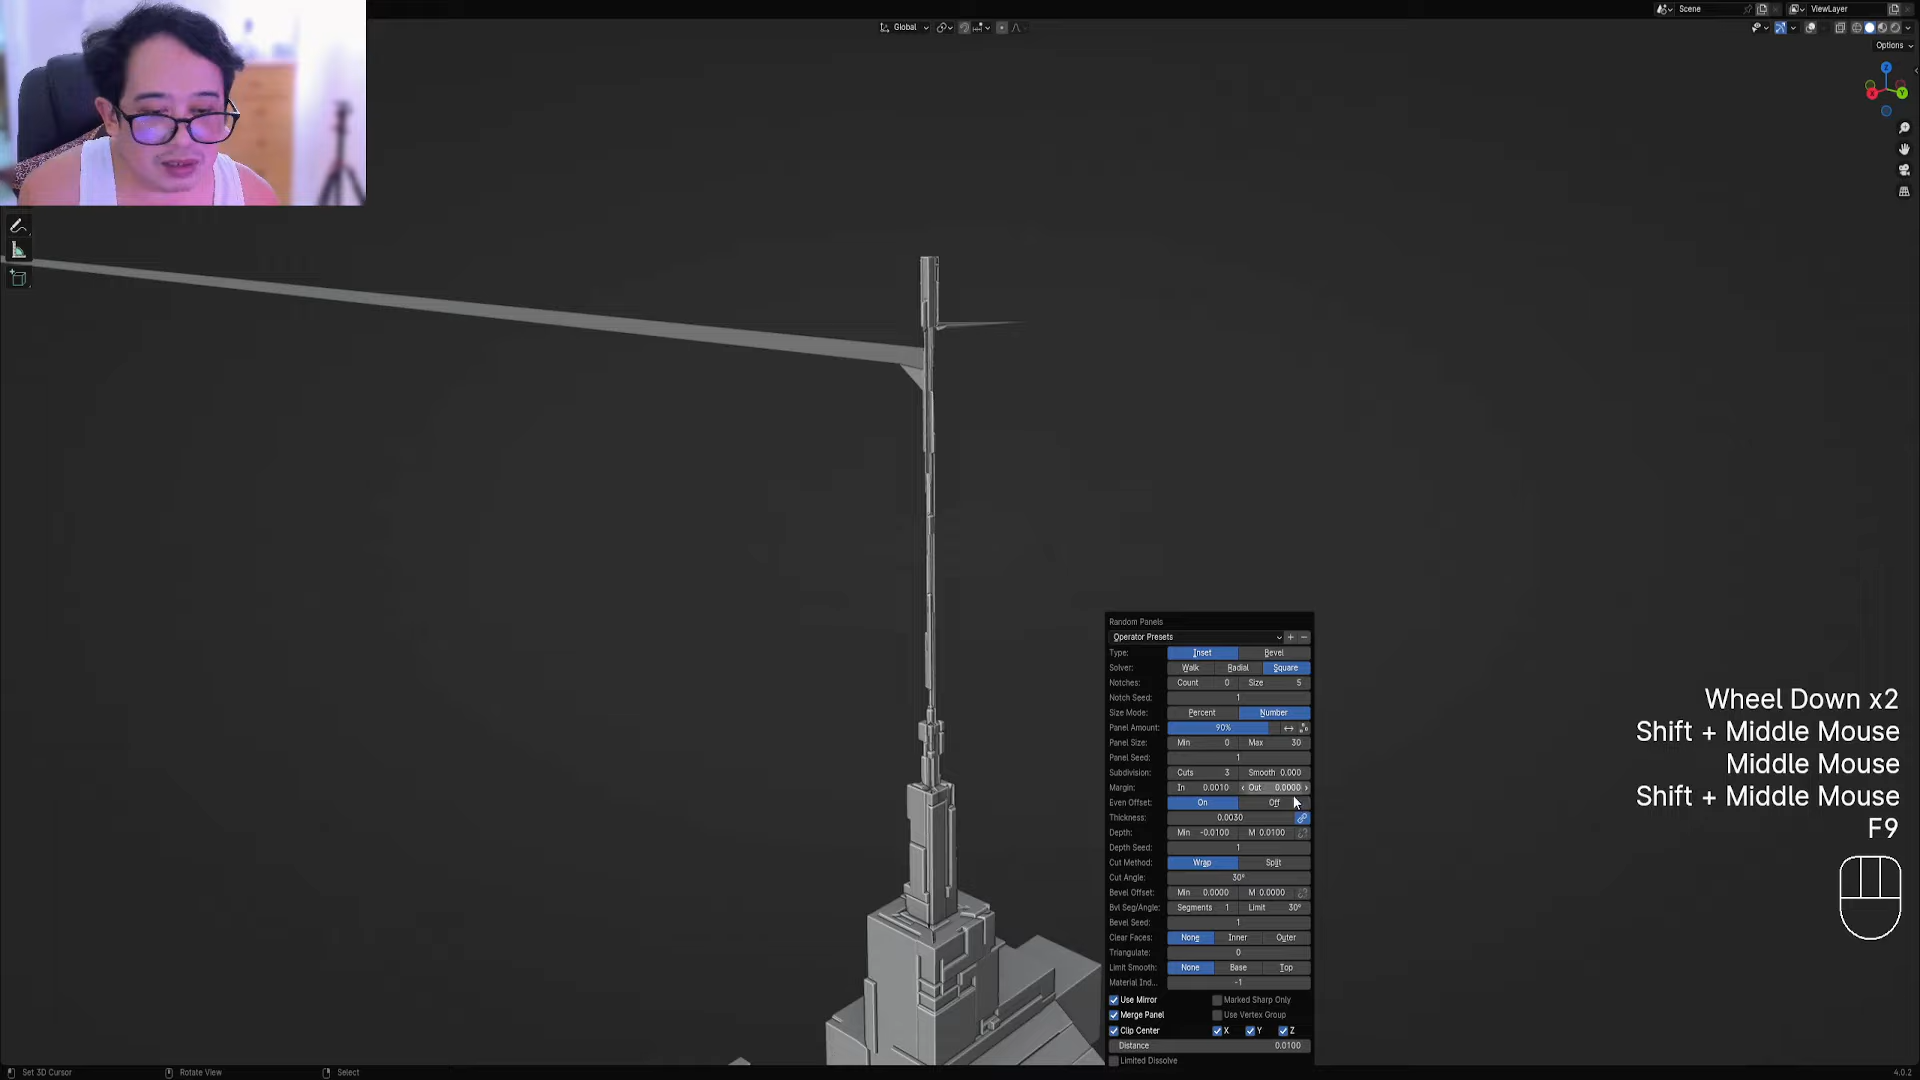 Scene
ViewLayer
Global
Options
Z
X
Y
Random Panels
Operator Presets
Type: Inset Bevel
Solver: Walk Radial Square
Notches: Count 0 Size 5
Notch Seed: 1
Size Mode: Percent Number
Panel Amount: 90%
Panel Size: Min 0 Max 30
Panel Seed: 1
Subdivision: Cuts 3 Smooth 0.000
Margin: In 0.0010 Out 0.0000
Even Offset: On Off
Thickness: 0.0030
Depth: Min -0.0100 M 0.0100
Depth Seed: 1
Cut Method: Wrap Split
Cut Angle: 30°
Bevel Offset: Min 0.0000 M 0.0000
Bvl Seg/Angle: Segments 1 Limit 30°
Bevel Seed: 1
Clear Faces: None Inner Outer
Triangulate: 0
Limit Smooth: None Base Top
Material Ind... -1
Use Mirror Marked Sharp Only
Merge Panel Use Vertex Group
Clip Center X Y Z
Distance 0.0100
Limited Dissolve
Wheel Down x2
Shift + Middle Mouse
Middle Mouse
Shift + Middle Mouse
F9
Set 3D Cursor
Rotate View
Select
4.0.2